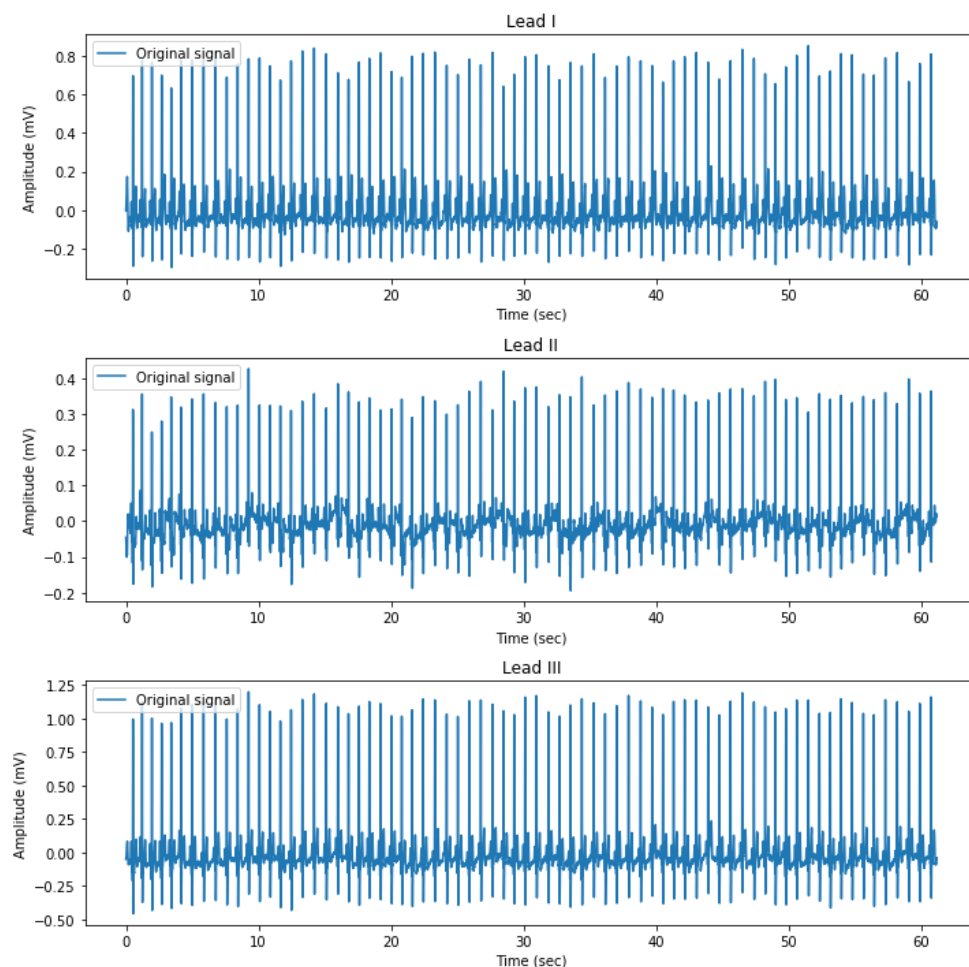 Lead I
Original signal
Amplitude (mV)
0.8
0.6
0.4
0.2
0.0
−0.2
0 10 20 30 40 50 60
Time (sec)
Lead II
Original signal
Amplitude (mV)
0.4
0.3
0.2
0.1
0.0
−0.1
−0.2
0 10 20 30 40 50 60
Time (sec)
Lead III
Original signal
Amplitude (mV)
1.25
1.00
0.75
0.50
0.25
0.00
−0.25
−0.50
0 10 20 30 40 50 60
Time (sec)